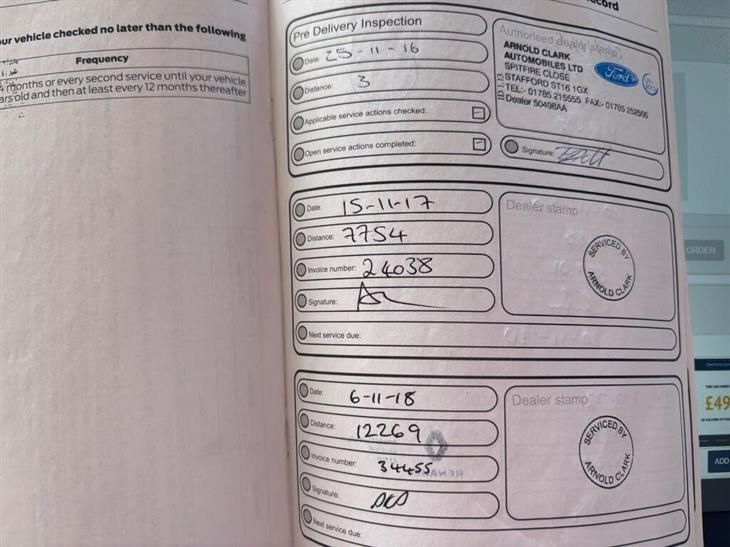 cord
ur vehicle checked no later than the following
Frequency
months or every second service until your vehicle
ars old and then at least every 12 months thereafter
Pre Delivery Inspection
Date: 25-11-16
Distance: 3
Applicable service actions checked:
Open service actions completed:
Authorised dealer stamp
ARNOLD CLARK
AUTOMOBILES LTD
SPITFIRE CLOSE
STAFFORD ST16 1GX
TEL:- 01785 215555 FAX:- 01785 252566
Dealer 50498AA
Ford
Signature:
Date: 15-11-17
Distance: 7754
Invoice number: 24038
Signature:
Next service due:
Dealer stamp
SERVICED BY
ARNOLD CLARK
Date: 6-11-18
Distance: 12269
Invoice number: 34455
Signature:
Next service due:
Dealer stamp
SERVICED BY
ARNOLD CLARK
ORDER
£49
ADD